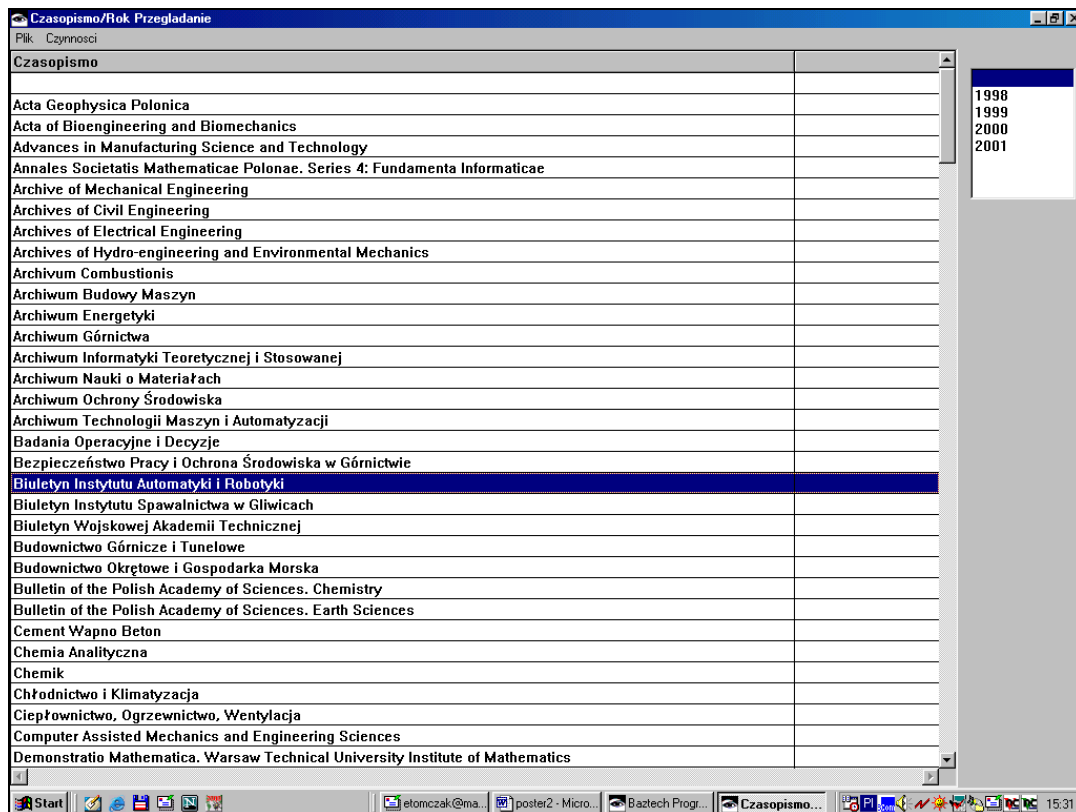 Czasopismo/Rok Przegladanie
Plik Czynnosci
Czasopismo
Acta Geophysica Polonica
Acta of Bioengineering and Biomechanics
Advances in Manufacturing Science and Technology
Annales Societatis Mathematicae Polonae. Series 4: Fundamenta Informaticae
Archive of Mechanical Engineering
Archives of Civil Engineering
Archives of Electrical Engineering
Archives of Hydro-engineering and Environmental Mechanics
Archivum Combustionis
Archiwum Budowy Maszyn
Archiwum Energetyki
Archiwum Górnictwa
Archiwum Informatyki Teoretycznej i Stosowanej
Archiwum Nauki o Materiałach
Archiwum Ochrony Środowiska
Archiwum Technologii Maszyn i Automatyzacji
Badania Operacyjne i Decyzje
Bezpieczeństwo Pracy i Ochrona Środowiska w Górnictwie
Biuletyn Instytutu Automatyki i Robotyki
Biuletyn Instytutu Spawalnictwa w Gliwicach
Biuletyn Wojskowej Akademii Technicznej
Budownictwo Górnicze i Tunelowe
Budownictwo Okrętowe i Gospodarka Morska
Bulletin of the Polish Academy of Sciences. Chemistry
Bulletin of the Polish Academy of Sciences. Earth Sciences
Cement Wapno Beton
Chemia Analityczna
Chemik
Chłodnictwo i Klimatyzacja
Ciepłownictwo, Ogrzewnictwo, Wentylacja
Computer Assisted Mechanics and Engineering Sciences
Demonstratio Mathematica. Warsaw Technical University Institute of Mathematics
1998
1999
2000
2001
Start etomczak@ma... poster2 - Micro... Baztech Progr... Czasopismo... Pl 15:31